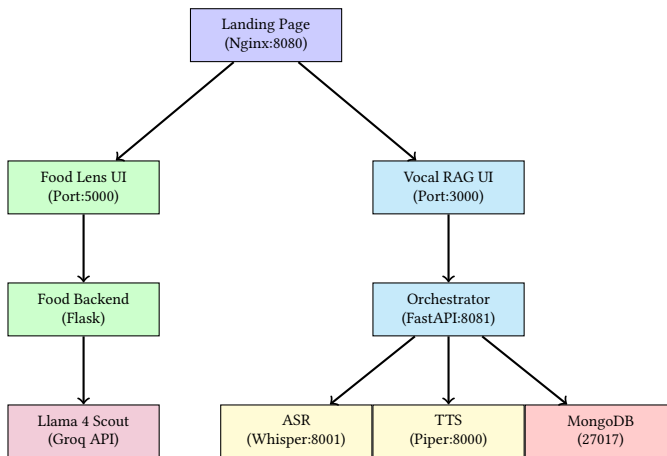 Landing Page
(Nginx:8080)
Food Lens UI
(Port:5000)
Vocal RAG UI
(Port:3000)
Food Backend
(Flask)
Orchestrator
(FastAPI:8081)
Llama 4 Scout
(Groq API)
ASR
(Whisper:8001)
TTS
(Piper:8000)
MongoDB
(27017)